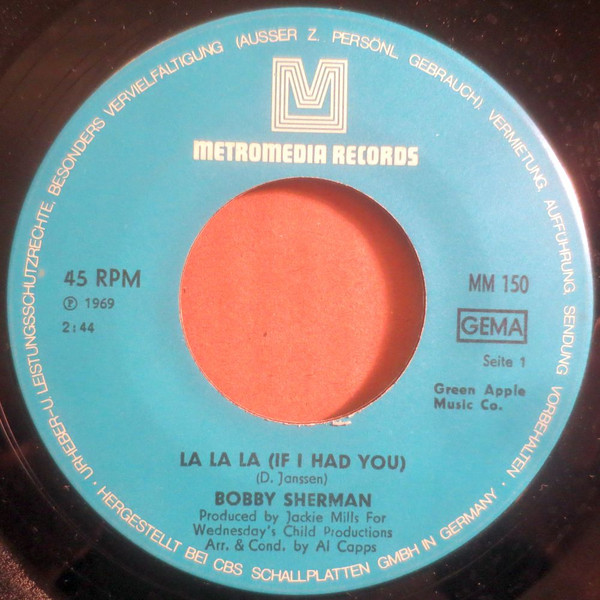 URHEBER-U LEISTUNGSSCHUTZRECHTE, BESONDERS VERVIELFÄLTIGUNG (AUSSER Z. PERSÖNL. GEBRAUCH), VERMIETUNG, AUFFÜHRUNG, SENDUNG VORBEHALTEN
M
METROMEDIA RECORDS
45 RPM
Ⓟ 1969
2:44
MM 150
GEMA
Seite 1
Green Apple
Music Co.
LA LA LA (IF I HAD YOU)
(D. Janssen)
BOBBY SHERMAN
Produced by Jackie Mills For
Wednesday's Child Productions
Arr. & Cond. by Al Capps
· HERGESTELLT BEI CBS SCHALLPLATTEN GMBH IN GERMANY ·